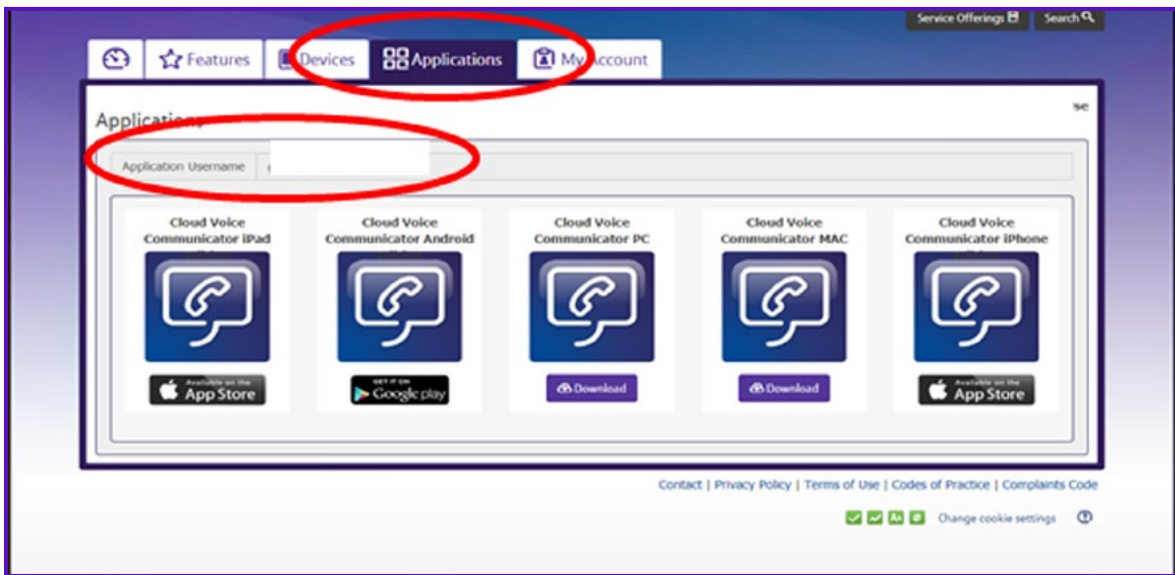 Service Offerings Search
Features Devices Applications My Account
se
Applications
Application Username
Cloud Voice
Communicator iPad
Cloud Voice
Communicator Android
Cloud Voice
Communicator PC
Cloud Voice
Communicator MAC
Cloud Voice
Communicator iPhone
Available on the
App Store
GET IT ON
Google play
Download
Download
Available on the
App Store
Contact | Privacy Policy | Terms of Use | Codes of Practice | Complaints Code
Change cookie settings